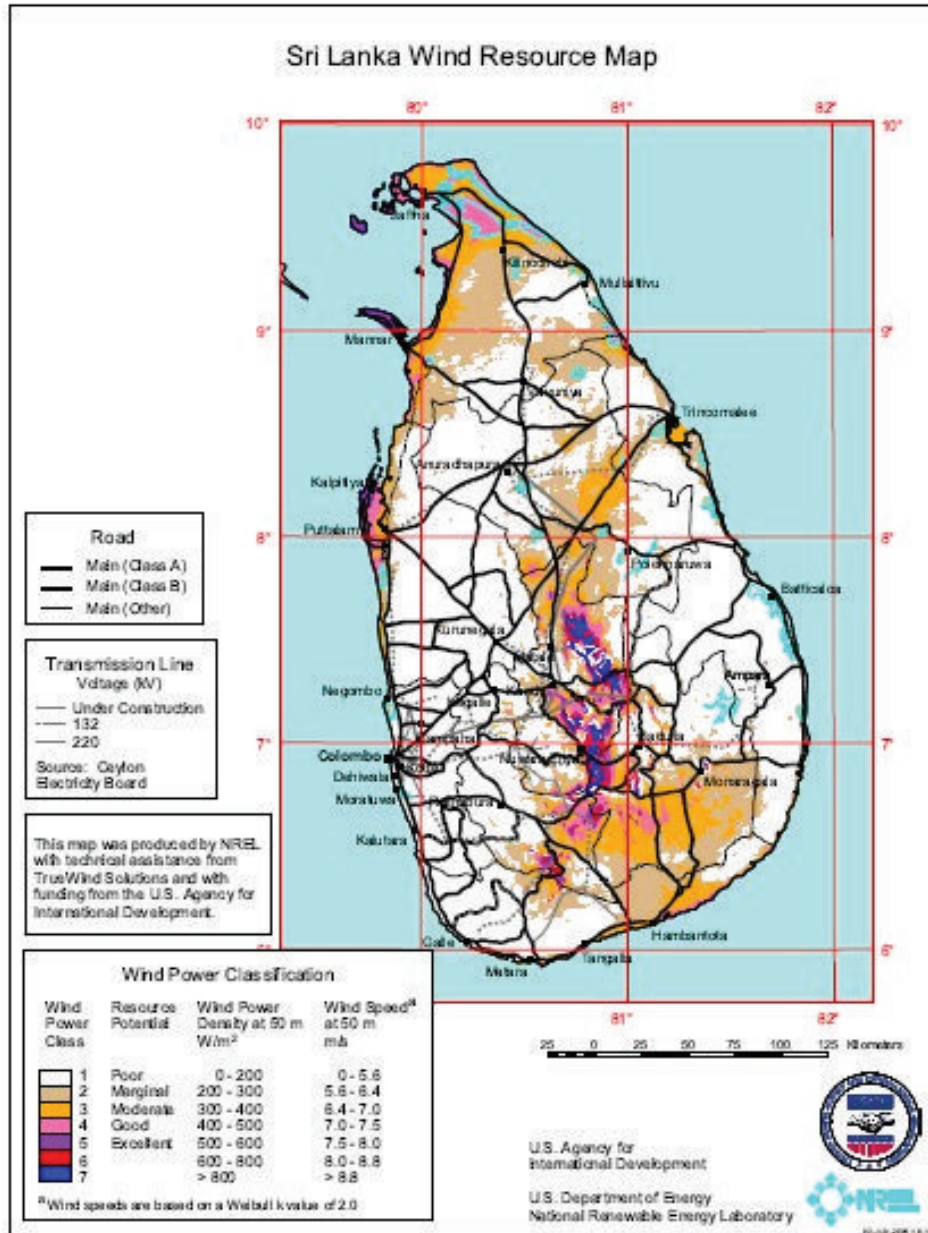 Sri Lanka Wind Resource Map
80°
81°
82°
10°
10°
Jaffna
Mullaittivu
9°
9°
Mannar
Trincomalee
Anuradhapura
Kalpitiya
Puttalam
8°
8°
Batticaloa
Kurunegala
Ampara
Negombo
7°
7°
Colombo
Badulla
Dehiwala
Monaragala
Moratuwa
Kalutara
Galle
6°
6°
Hambantota
Matara
Tangalla
81°
82°
Road
Main (Class A)
Main (Class B)
Main (Other)
Transmission Line
Voltage (kV)
Under Construction
132
220
Source: Ceylon
Electricity Board
This map was produced by NREL
with technical assistance from
TrueWind Solutions and with
funding from the U.S. Agency for
International Development.
Wind Power Classification
Wind Power Class
Resource Potential
Wind Power Density at 50 m W/m²
Wind Speed a) at 50 m m/s
1 Poor 0 - 200 0 - 5.6
2 Marginal 200 - 300 5.6 - 6.4
3 Moderate 300 - 400 6.4 - 7.0
4 Good 400 - 500 7.0 - 7.5
5 Excellent 500 - 600 7.5 - 8.0
6 600 - 800 8.0 - 8.8
7 > 800 > 8.8
a) Wind speeds are based on a Weibull k value of 2.0
25 0 25 50 75 100 125 Kilometers
U.S. Agency for
International Development
U.S. Department of Energy
National Renewable Energy Laboratory
NREL